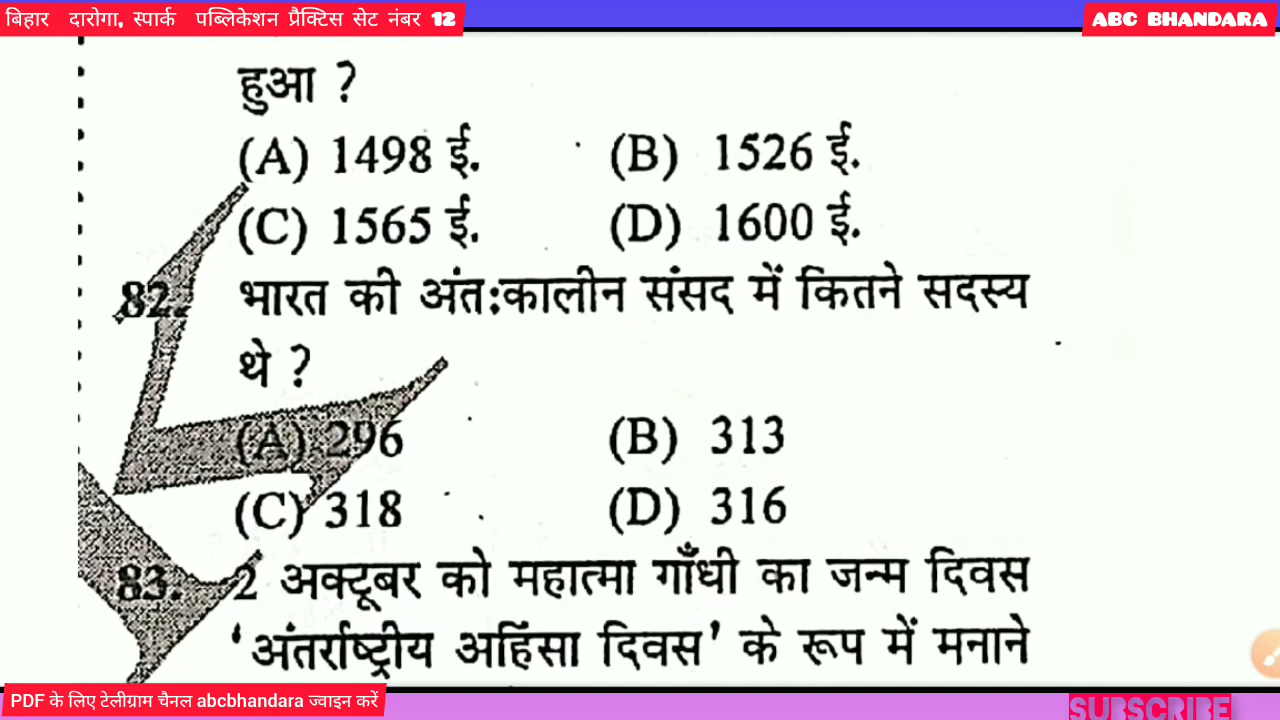 बिहार दारोगा, स्पार्क पब्लिकेशन प्रैक्टिस सेट नंबर 12
ABC BHANDARA
हुआ ?
(A) 1498 ई. (B) 1526 ई.
(C) 1565 ई. (D) 1600 ई.
82. भारत की अंत:कालीन संसद में कितने सदस्य
थे ?
(A) 296 (B) 313
(C) 318 (D) 316
83. 2 अक्टूबर को महात्मा गाँधी का जन्म दिवस
‘अंतर्राष्ट्रीय अहिंसा दिवस’ के रूप में मनाने
PDF के लिए टेलीग्राम चैनल abcbhandara ज्वाइन करें
SUBSCRIBE